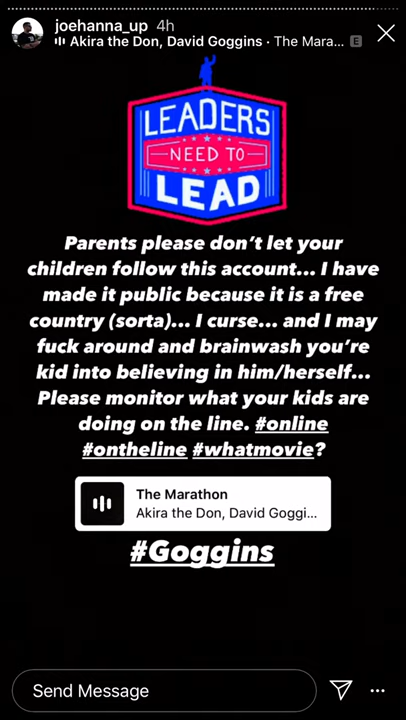 joehanna_up 4h
Akira the Don, David Goggins · The Mara... E
LEADERS
NEED TO
LEAD
Parents please don't let your
children follow this account... I have
made it public because it is a free
country (sorta)... I curse... and I may
fuck around and brainwash you're
kid into believing in him/herself...
Please monitor what your kids are
doing on the line. #online
#ontheline #whatmovie?
The Marathon
Akira the Don, David Goggi...
#Goggins
Send Message